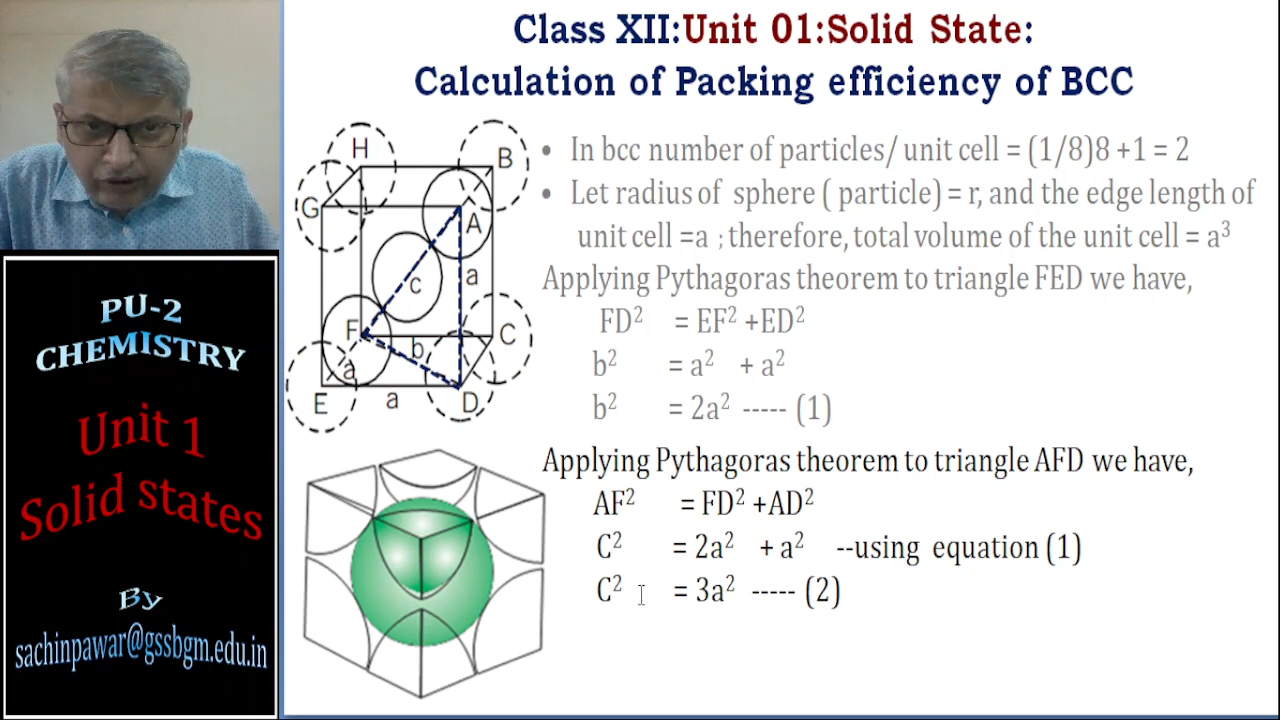 Class XII:Unit 01:Solid State:
Calculation of Packing efficiency of BCC
H
B
G
A
c
a
F
b
C
a
E
a
D
• In bcc number of particles/ unit cell = (1/8)8 +1 = 2
• Let radius of sphere ( particle) = r, and the edge length of
unit cell =a ; therefore, total volume of the unit cell = a³
Applying Pythagoras theorem to triangle FED we have,
FD² = EF² +ED²
b² = a² + a²
b² = 2a² ----- (1)
Applying Pythagoras theorem to triangle AFD we have,
AF² = FD² +AD²
C² = 2a² + a² --using equation (1)
C² = 3a² ----- (2)
PU-2
CHEMISTRY
Unit 1
Solid states
By
sachinpawar@gssbgm.edu.in